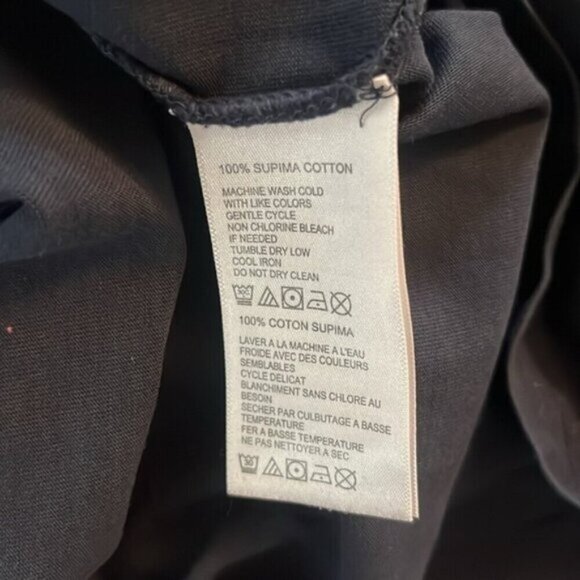 100% SUPIMA COTTON
MACHINE WASH COLD
WITH LIKE COLORS
GENTLE CYCLE
NON CHLORINE BLEACH
IF NEEDED
TUMBLE DRY LOW
COOL IRON
DO NOT DRY CLEAN
100% COTON SUPIMA
LAVER A LA MACHINE A L'EAU
FROIDE AVEC DES COULEURS
SEMBLABLES
CYCLE DELICAT
BLANCHIMENT SANS CHLORE AU
BESOIN
SECHER PAR CULBUTAGE A BASSE
TEMPERATURE
FER A BASSE TEMPERATURE
NE PAS NETTOYER A SEC